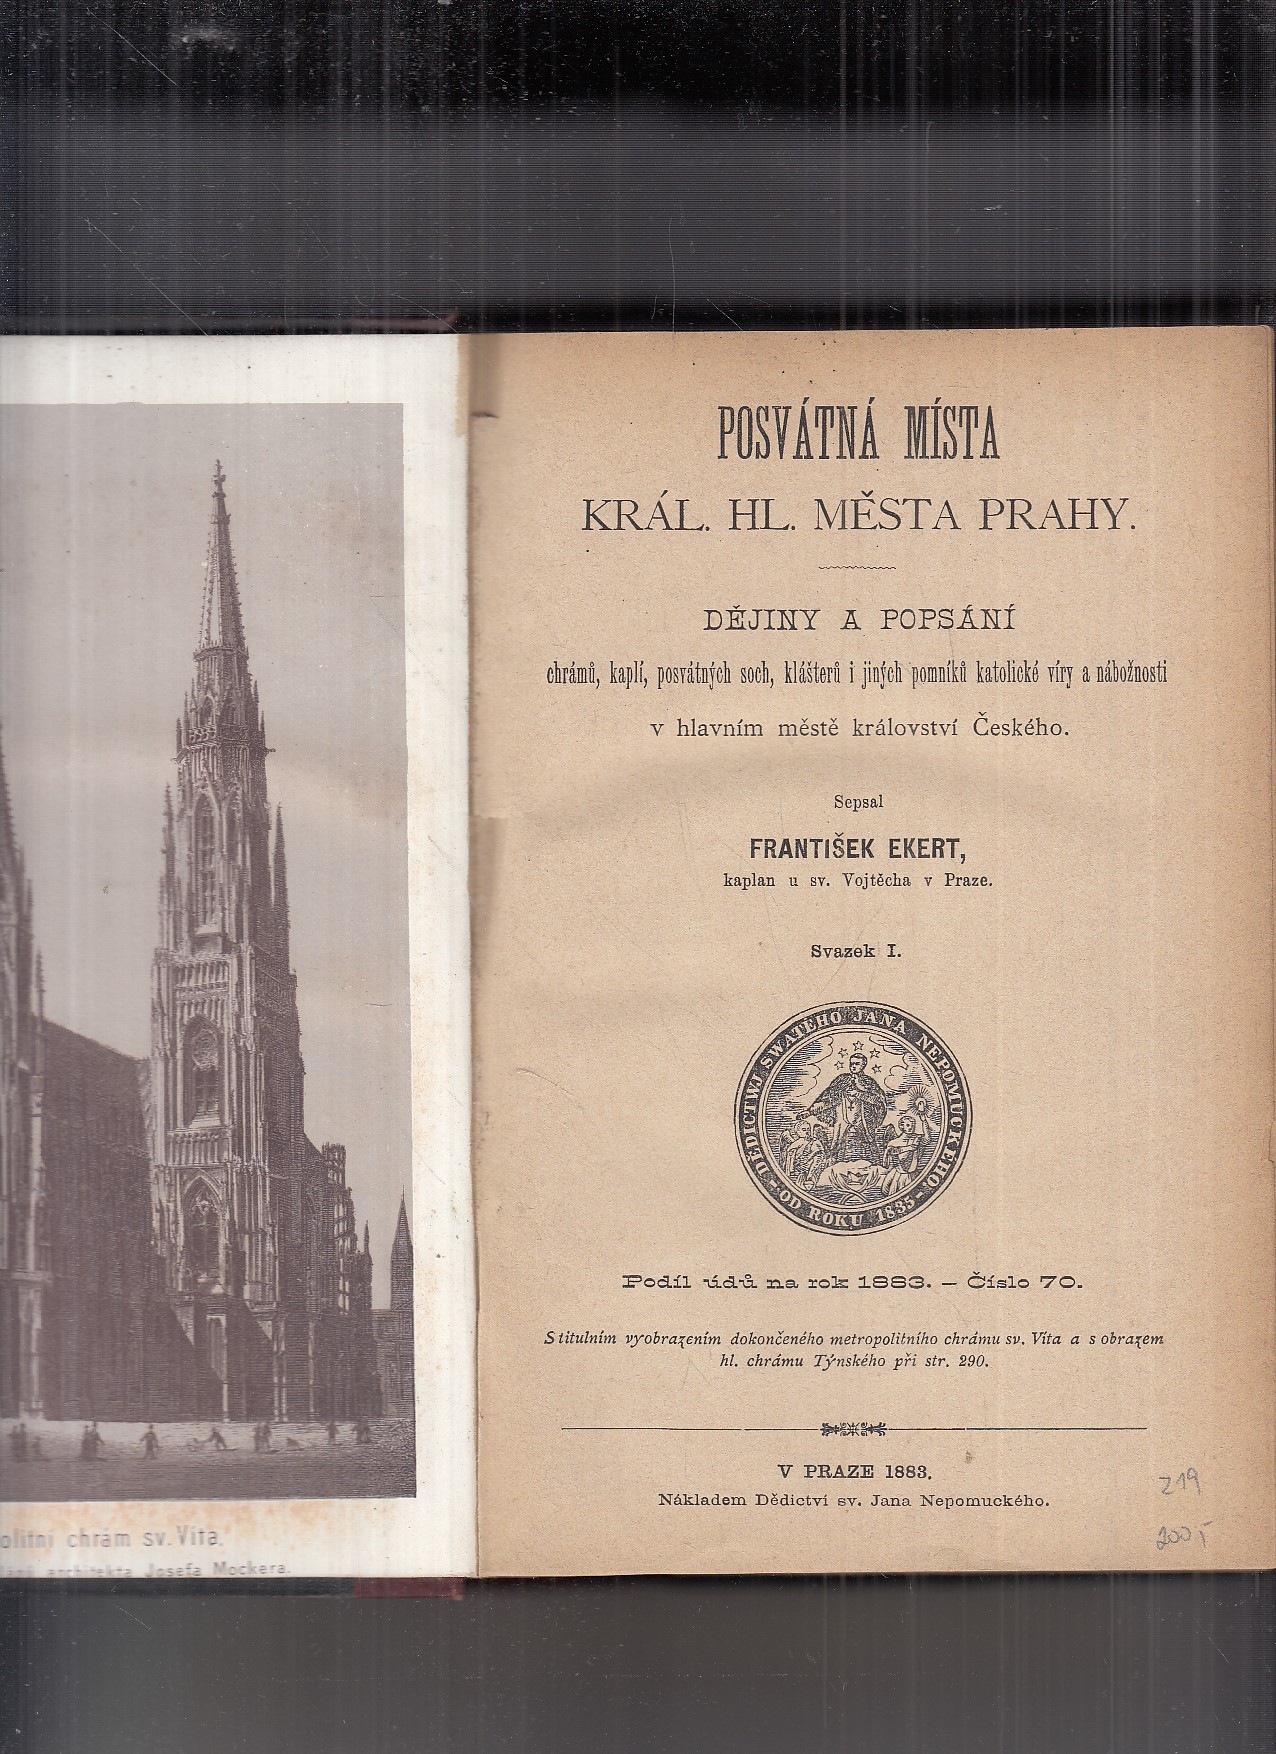 chrám sv. Víta,
architekta Josefa Mockera.
POSVÁTNÁ MÍSTA
KRÁL. HL. MĚSTA PRAHY.
DĚJINY A POPSÁNÍ
chrámů, kaplí, posvátných soch, klášterů i jiných pomníků katolické víry a nábožnosti
v hlavním městě království Českého.
Sepsal
FRANTIŠEK EKERT,
kaplan u sv. Vojtěcha v Praze.
Svazek I.
DĚDICTWJ SWATÉHO JANA NEPOMUCKÉHO
– OD ROKU 1835 –
Podíl údů na rok 1883. – Číslo 70.
S titulním vyobrazením dokončeného metropolitního chrámu sv. Víta a s obrazem
hl. chrámu Týnského při str. 290.
V PRAZE 1883.
Nákladem Dědictví sv. Jana Nepomuckého.
219
200,-